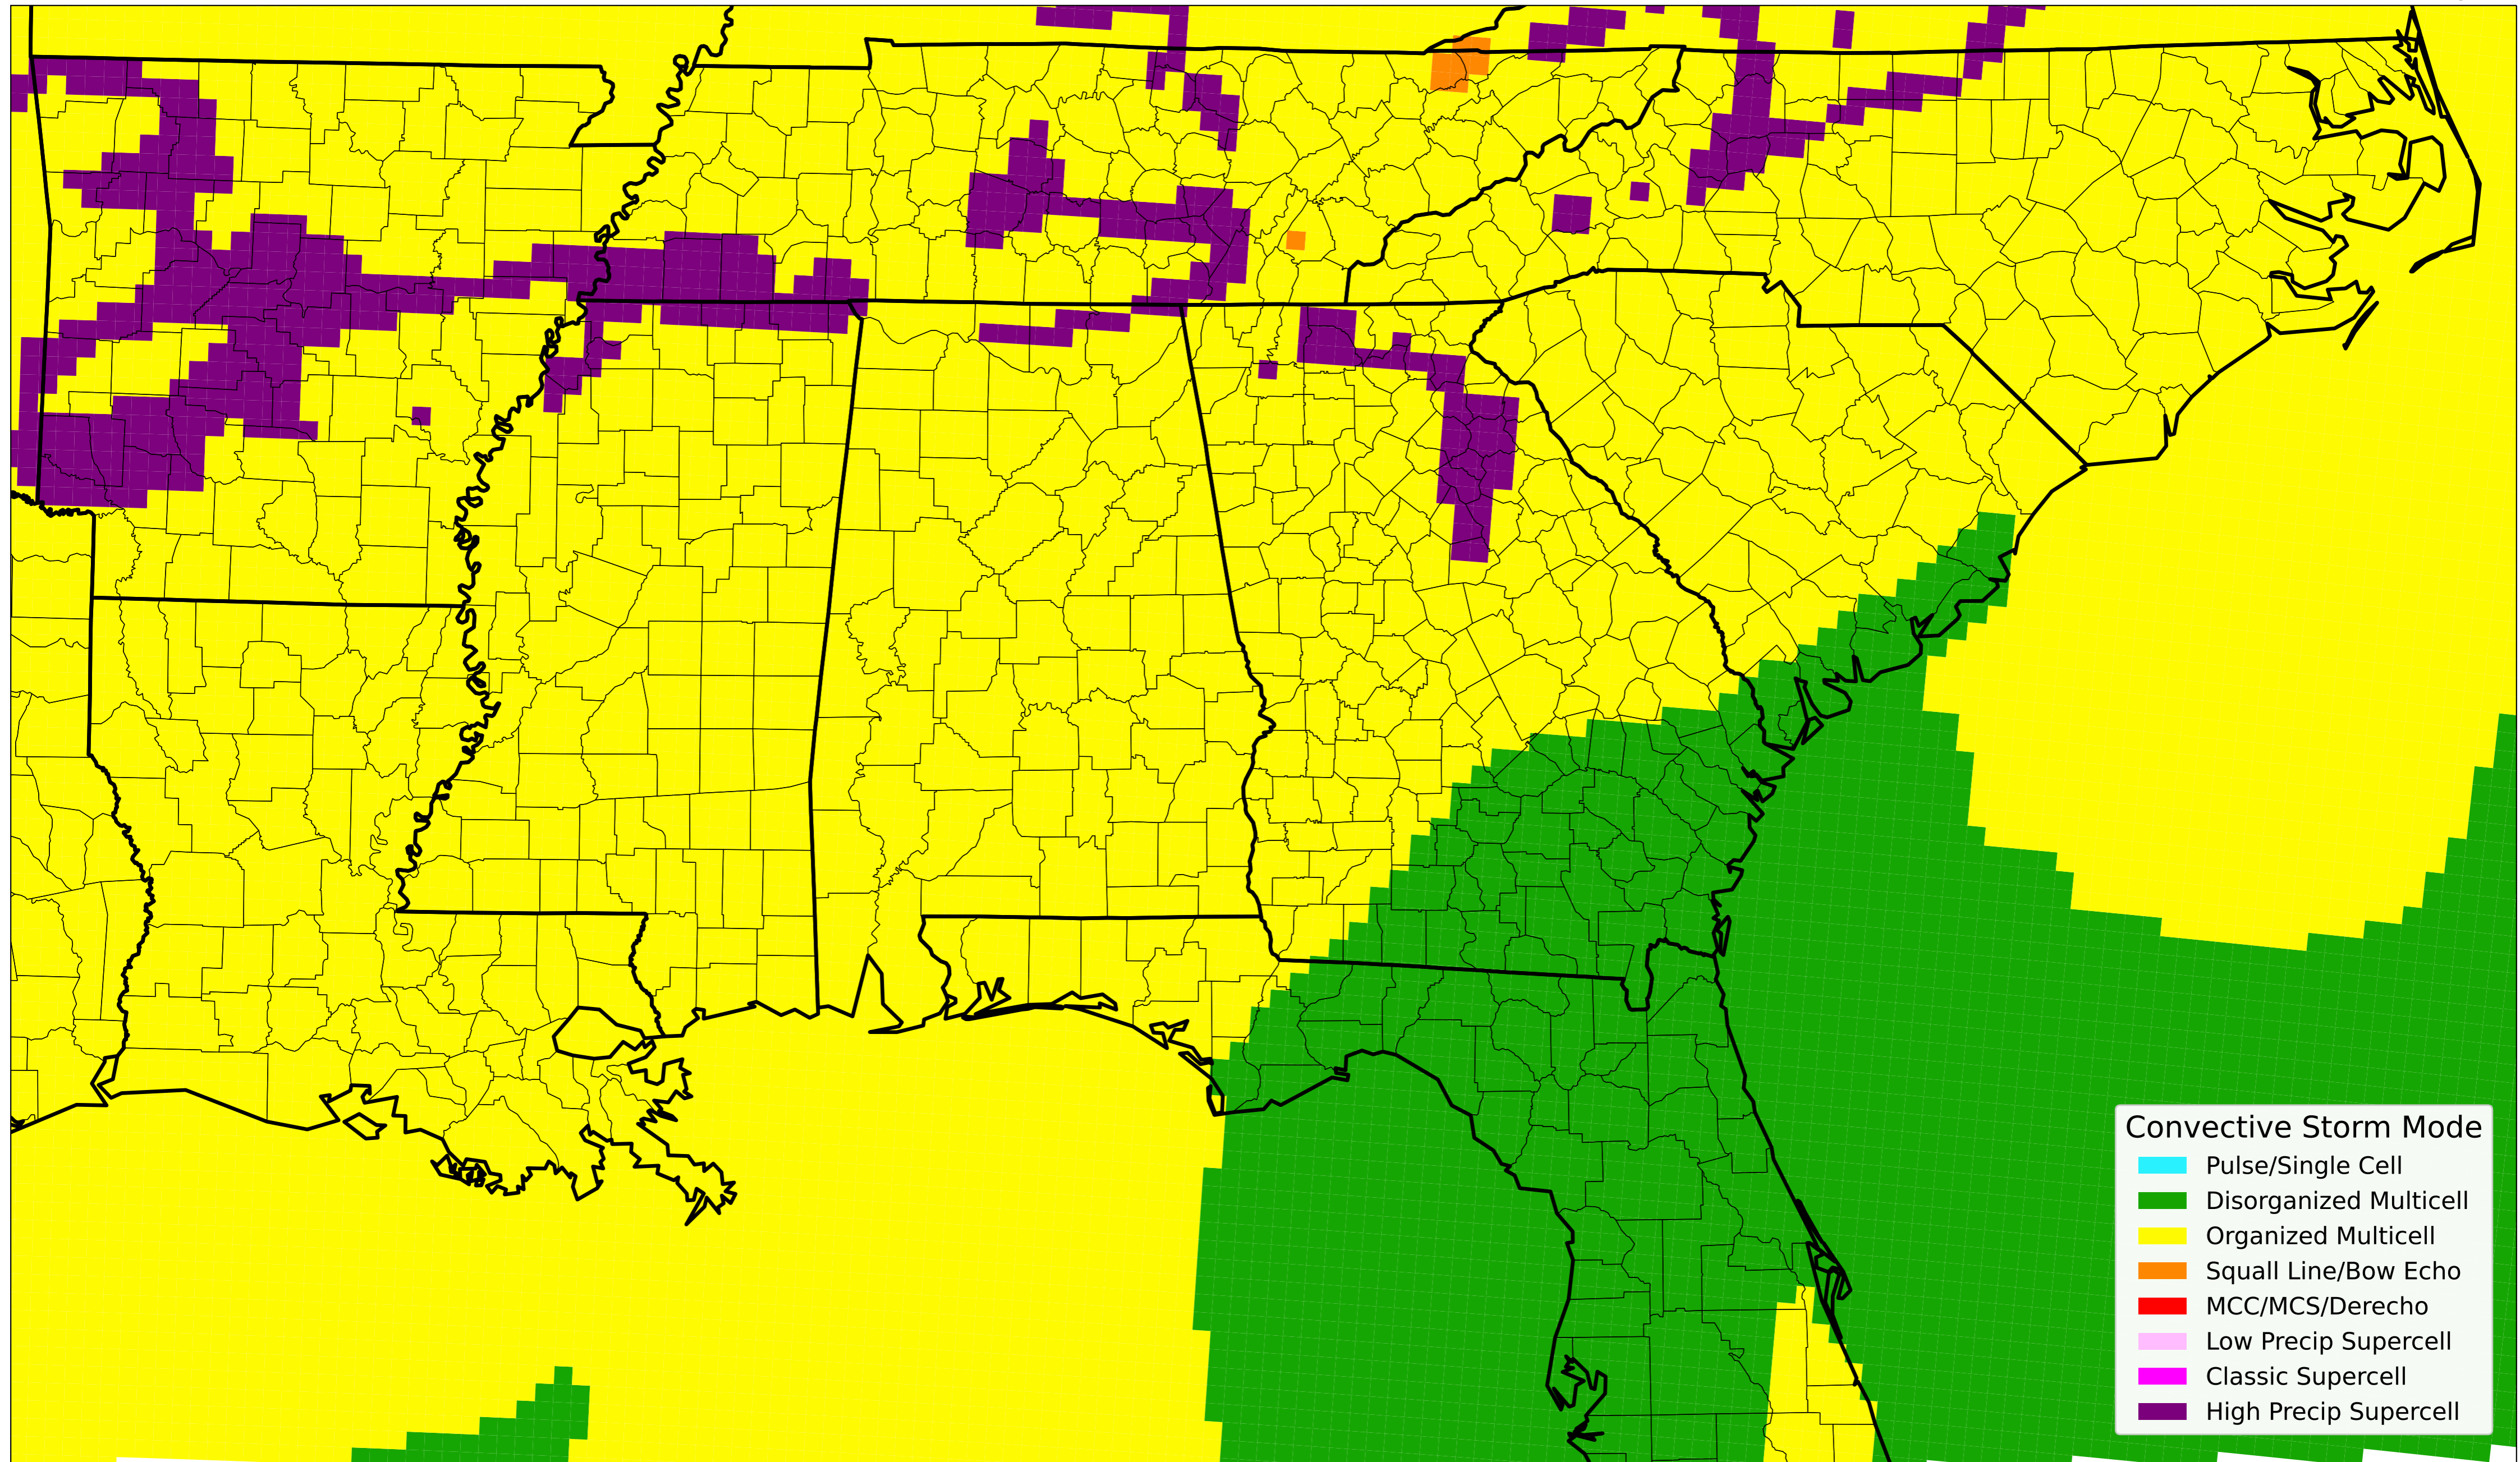 Convective Storm Mode
Pulse/Single Cell
Disorganized Multicell
Organized Multicell
Squall Line/Bow Echo
MCC/MCS/Derecho
Low Precip Supercell
Classic Supercell
High Precip Supercell